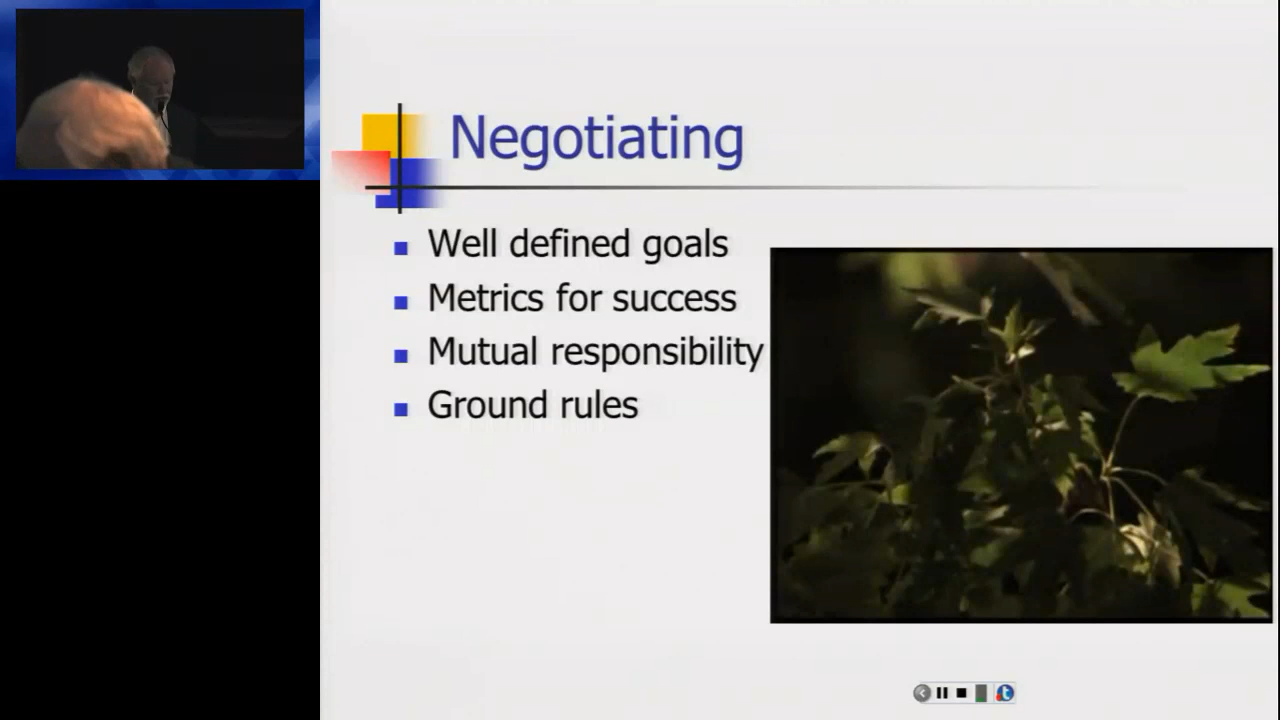 Negotiating
Well defined goals
Metrics for success
Mutual responsibility
Ground rules